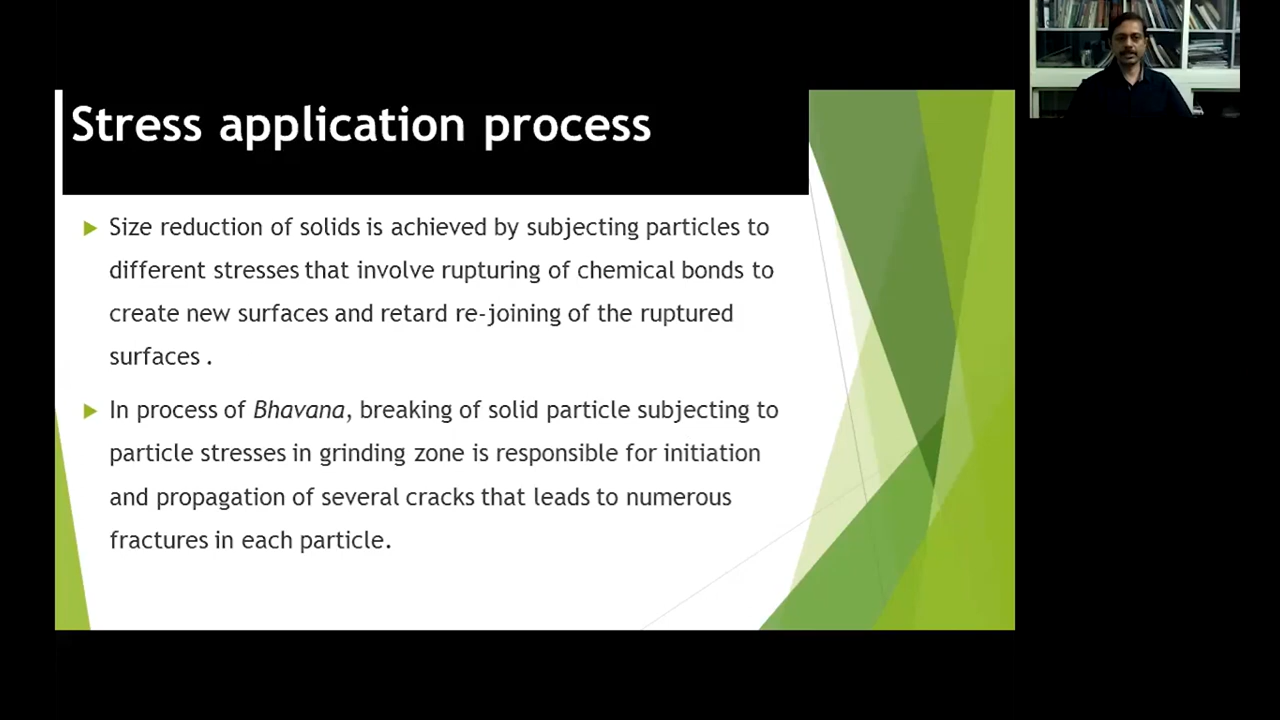 Stress application process
Size reduction of solids is achieved by subjecting particles to
different stresses that involve rupturing of chemical bonds to
create new surfaces and retard re-joining of the ruptured
surfaces .
In process of Bhavana, breaking of solid particle subjecting to
particle stresses in grinding zone is responsible for initiation
and propagation of several cracks that leads to numerous
fractures in each particle.